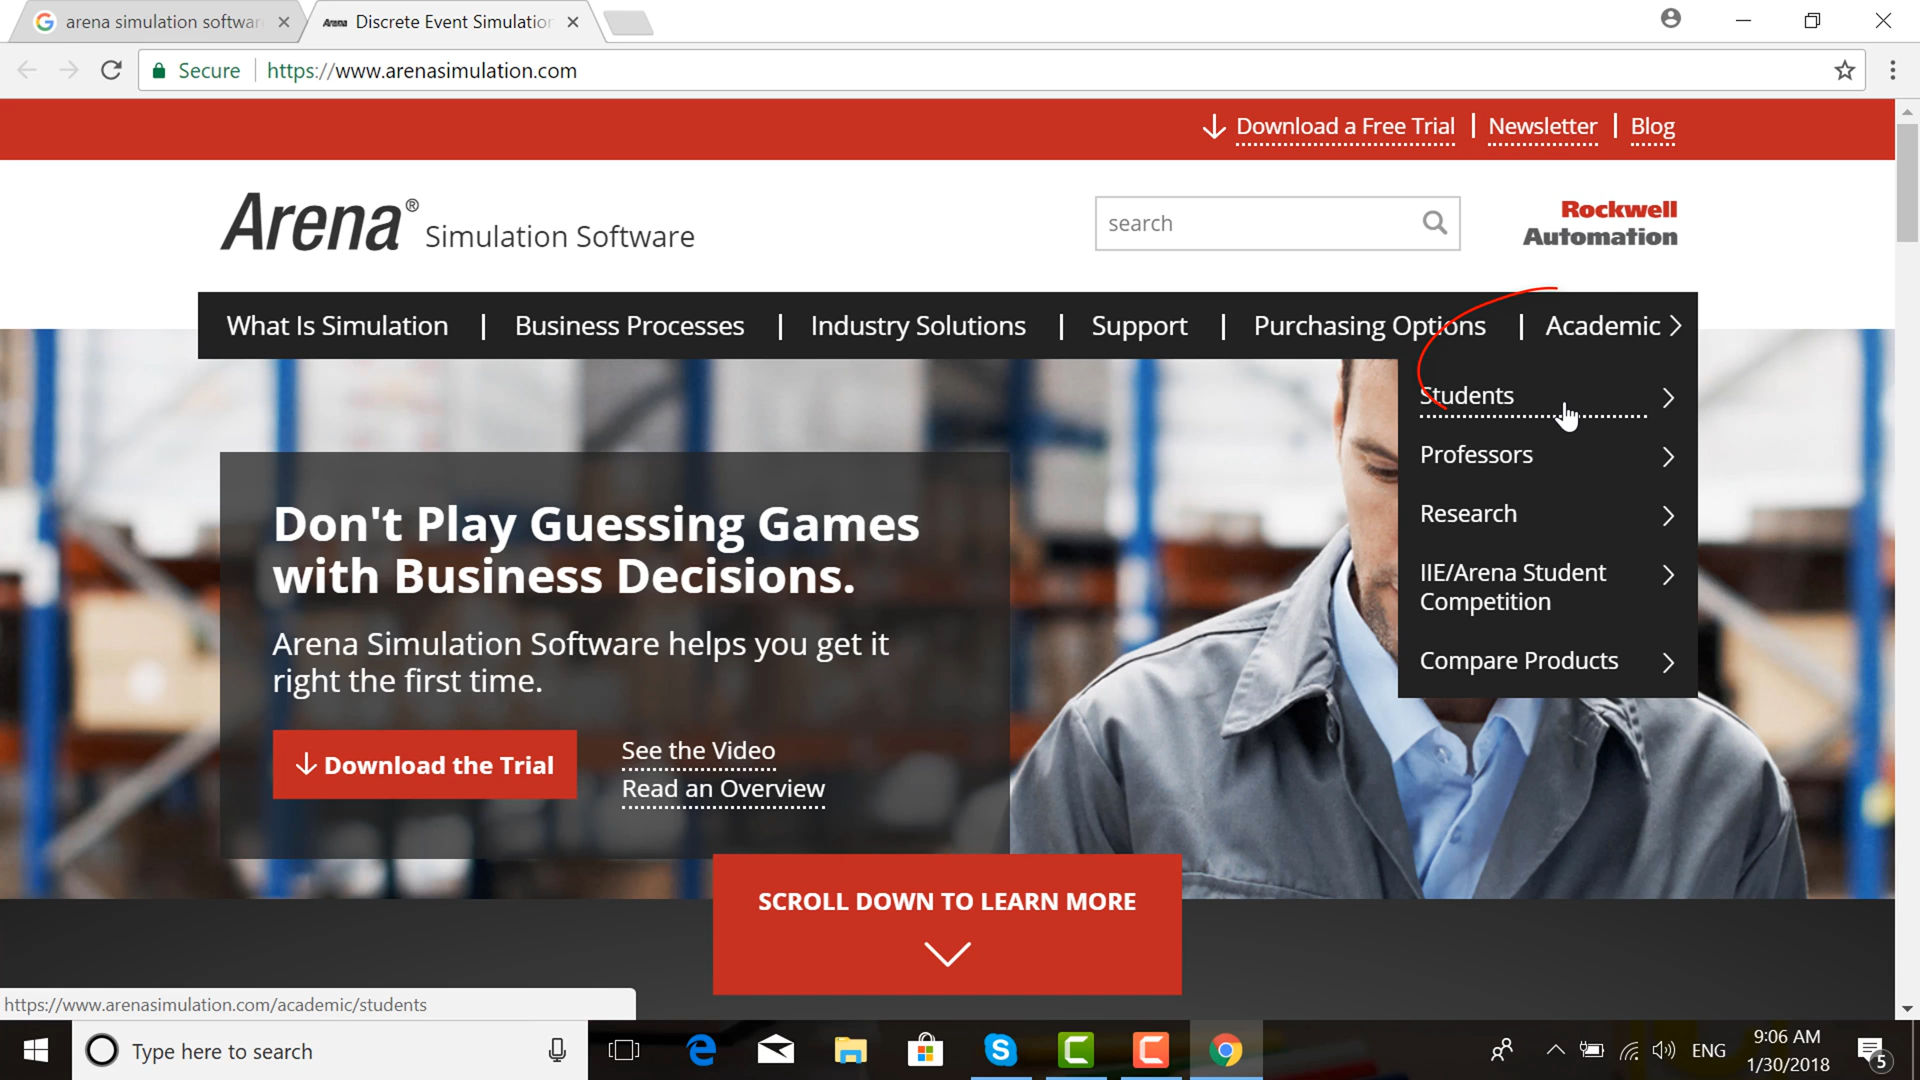 arena simulation softwar
Arena Discrete Event Simulation
Secure https://www.arenasimulation.com
Download a Free Trial | Newsletter | Blog
Arena® Simulation Software
search
Rockwell
Automation
What Is Simulation | Business Processes | Industry Solutions | Support | Purchasing Options | Academic
Students
Professors
Research
IIE/Arena Student
Competition
Compare Products
Don't Play Guessing Games
with Business Decisions.
Arena Simulation Software helps you get it
right the first time.
Download the Trial
See the Video
Read an Overview
SCROLL DOWN TO LEARN MORE
https://www.arenasimulation.com/academic/students
Type here to search
ENG
9:06 AM
1/30/2018
5